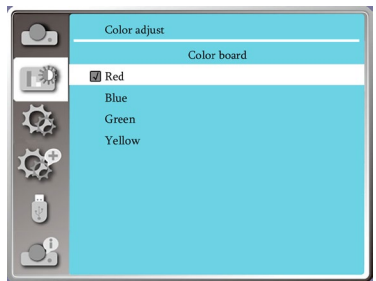 Color adjust
Color board
Red
Blue
Green
Yellow